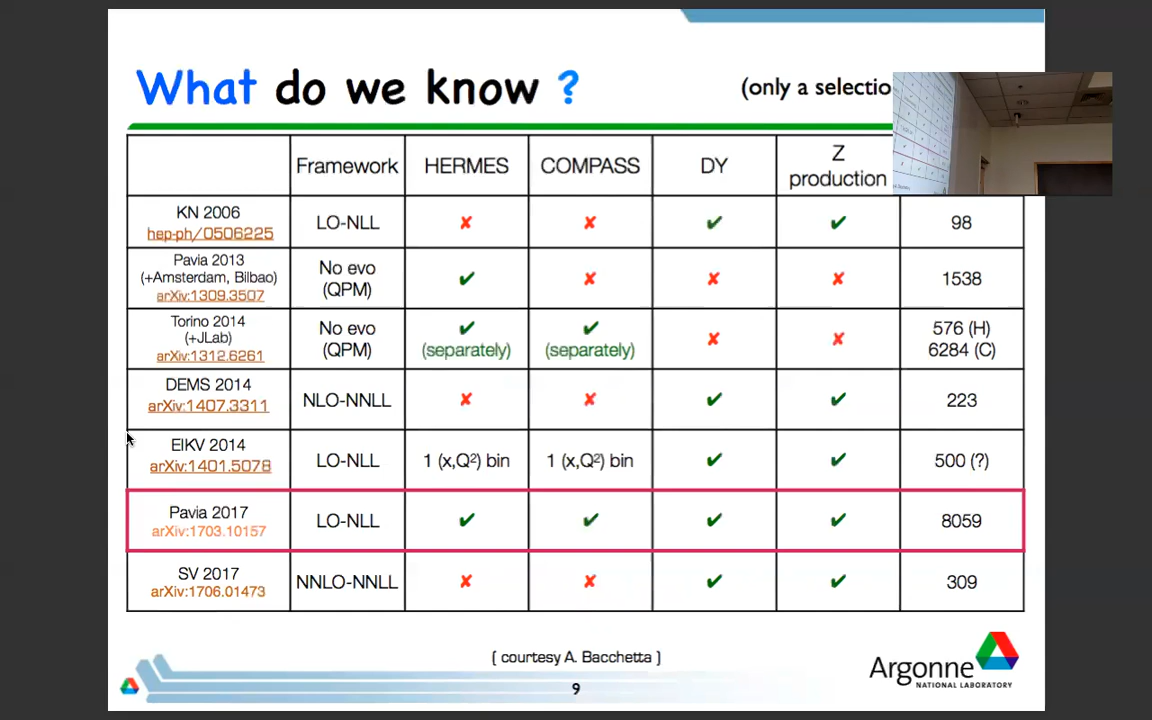 What do we know ?
(only a selectio
Framework
HERMES
COMPASS
DY
Z
production
KN 2006
hep-ph/0506225
LO-NLL
✘
✘
✔
✔
98
Pavia 2013
(+Amsterdam, Bilbao)
arXiv:1309.3507
No evo
(QPM)
✔
✘
✘
✘
1538
Torino 2014
(+JLab)
arXiv:1312.6261
No evo
(QPM)
✔
(separately)
✔
(separately)
✘
✘
576 (H)
6284 (C)
DEMS 2014
arXiv:1407.3311
NLO-NNLL
✘
✘
✔
✔
223
EIKV 2014
arXiv:1401.5078
LO-NLL
1 (x,Q²) bin
1 (x,Q²) bin
✔
✔
500 (?)
Pavia 2017
arXiv:1703.10157
LO-NLL
✔
✔
✔
✔
8059
SV 2017
arXiv:1706.01473
NNLO-NNLL
✘
✘
✔
✔
309
[ courtesy A. Bacchetta ]
9
Argonne
NATIONAL LABORATORY